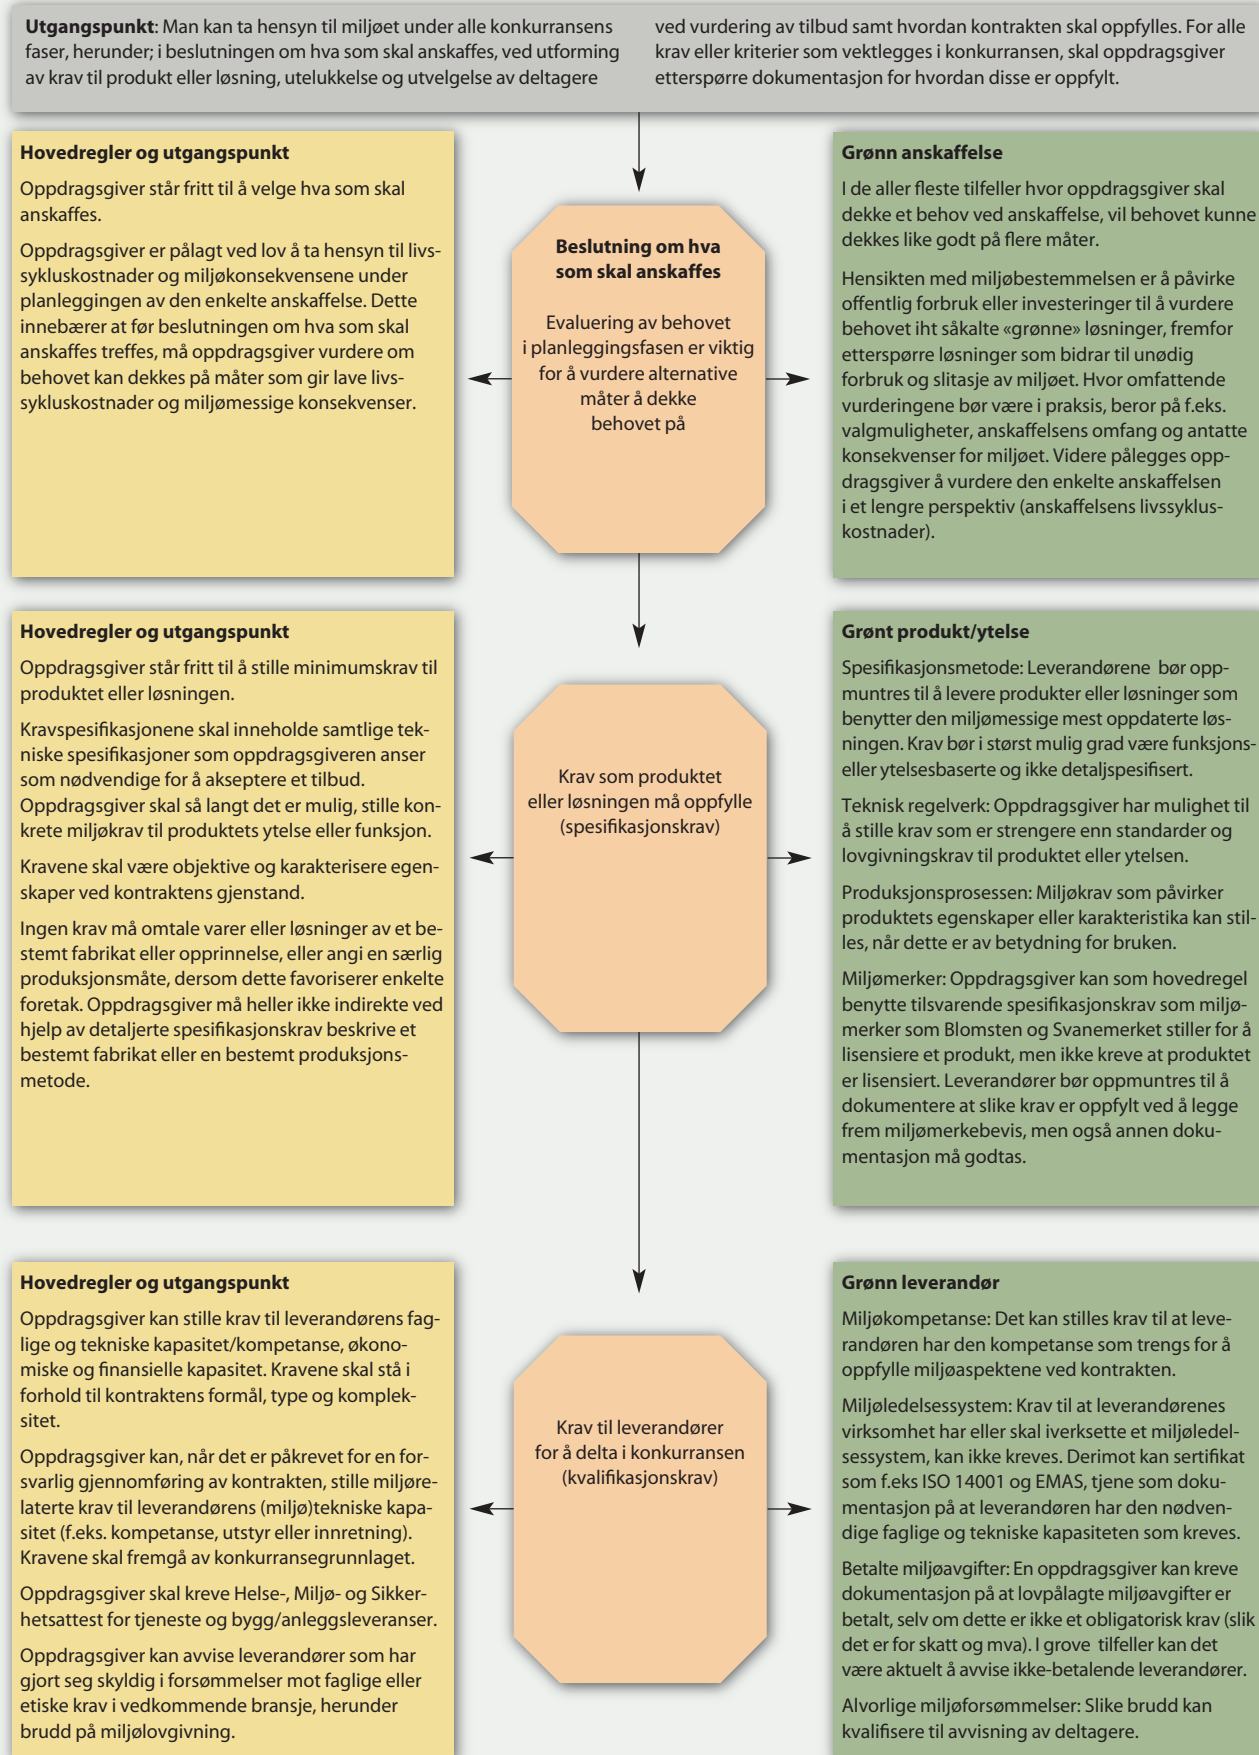 Utgangspunkt: Man kan ta hensyn til miljøet under alle konkurransens
faser, herunder; i beslutningen om hva som skal anskaffes, ved utforming
av krav til produkt eller løsning, utelukkelse og utvelgelse av deltagere
ved vurdering av tilbud samt hvordan kontrakten skal oppfylles. For alle
krav eller kriterier som vektlegges i konkurransen, skal oppdragsgiver
etterspørre dokumentasjon for hvordan disse er oppfylt.
Hovedregler og utgangspunkt
Oppdragsgiver står fritt til å velge hva som skal
anskaffes.
Oppdragsgiver er pålagt ved lov å ta hensyn til livs-
sykluskostnader og miljøkonsekvensene under
planleggingen av den enkelte anskaffelse. Dette
innebærer at før beslutningen om hva som skal
anskaffes treffes, må oppdragsgiver vurdere om
behovet kan dekkes på måter som gir lave livs-
sykluskostnader og miljømessige konsekvenser.
Beslutning om hva
som skal anskaffes
Evaluering av behovet
i planleggingsfasen er viktig
for å vurdere alternative
måter å dekke
behovet på
Grønn anskaffelse
I de aller fleste tilfeller hvor oppdragsgiver skal
dekke et behov ved anskaffelse, vil behovet kunne
dekkes like godt på flere måter.
Hensikten med miljøbestemmelsen er å påvirke
offentlig forbruk eller investeringer til å vurdere
behovet iht såkalte «grønne» løsninger, fremfor
etterspørre løsninger som bidrar til unødig
forbruk og slitasje av miljøet. Hvor omfattende
vurderingene bør være i praksis, beror på f.eks.
valgmuligheter, anskaffelsens omfang og antatte
konsekvenser for miljøet. Videre pålegges opp-
dragsgiver å vurdere den enkelte anskaffelsen
i et lengre perspektiv (anskaffelsens livssyklus-
kostnader).
Hovedregler og utgangspunkt
Oppdragsgiver står fritt til å stille minimumskrav til
produktet eller løsningen.
Kravspesifikasjonene skal inneholde samtlige tek-
niske spesifikasjoner som oppdragsgiveren anser
som nødvendige for å akseptere et tilbud.
Oppdragsgiver skal så langt det er mulig, stille kon-
krete miljøkrav til produktets ytelse eller funksjon.
Kravene skal være objektive og karakterisere egen-
skaper ved kontraktens gjenstand.
Ingen krav må omtale varer eller løsninger av et be-
stemt fabrikat eller opprinnelse, eller angi en særlig
produksjonsmåte, dersom dette favoriserer enkelte
foretak. Oppdragsgiver må heller ikke indirekte ved
hjelp av detaljerte spesifikasjonskrav beskrive et
bestemt fabrikat eller en bestemt produksjons-
metode.
Krav som produktet
eller løsningen må oppfylle
(spesifikasjonskrav)
Grønt produkt/ytelse
Spesifikasjonsmetode: Leverandørene bør opp-
muntres til å levere produkter eller løsninger som
benytter den miljømessige mest oppdaterte løs-
ningen. Krav bør i størst mulig grad være funksjons-
eller ytelsesbaserte og ikke detaljspesifisert.
Teknisk regelverk: Oppdragsgiver har mulighet til
å stille krav som er strengere enn standarder og
lovgivningskrav til produktet eller ytelsen.
Produksjonsprosessen: Miljøkrav som påvirker
produktets egenskaper eller karakteristika kan stil-
les, når dette er av betydning for bruken.
Miljømerker: Oppdragsgiver kan som hovedregel
benytte tilsvarende spesifikasjonskrav som miljø-
merker som Blomsten og Svanemerket stiller for å
lisensiere et produkt, men ikke kreve at produktet
er lisensiert. Leverandører bør oppmuntres til å
dokumentere at slike krav er oppfylt ved å legge
frem miljømerkebevis, men også annen doku-
mentasjon må godtas.
Hovedregler og utgangspunkt
Oppdragsgiver kan stille krav til leverandørens fag-
lige og tekniske kapasitet/kompetanse, økono-
miske og finansielle kapasitet. Kravene skal stå i
forhold til kontraktens formål, type og komplek-
sitet.
Oppdragsgiver kan, når det er påkrevet for en for-
svarlig gjennomføring av kontrakten, stille miljøre-
laterte krav til leverandørens (miljø)tekniske kapa-
sitet (f.eks. kompetanse, utstyr eller innretning).
Kravene skal fremgå av konkurransegrunnlaget.
Oppdragsgiver skal kreve Helse-, Miljø- og Sikker-
hetsattest for tjeneste og bygg/anleggsleveranser.
Oppdragsgiver kan avvise leverandører som har
gjort seg skyldig i forsømmelser mot faglige eller
etiske krav i vedkommende bransje, herunder
brudd på miljølovgivning.
Krav til leverandører
for å delta i konkurransen
(kvalifikasjonskrav)
Grønn leverandør
Miljøkompetanse: Det kan stilles krav til at leve-
randøren har den kompetanse som trengs for å
oppfylle miljøaspektene ved kontrakten.
Miljøledelsessystem: Krav til at leverandørenes
virksomhet har eller skal iverksette et miljøledel-
sessystem, kan ikke kreves. Derimot kan sertifikat
som f.eks ISO 14001 og EMAS, tjene som doku-
mentasjon på at leverandøren har den nødven-
dige faglige og tekniske kapasiteten som kreves.
Betalte miljøavgifter: En oppdragsgiver kan kreve
dokumentasjon på at lovpålagte miljøavgifter er
betalt, selv om dette er ikke et obligatorisk krav (slik
det er for skatt og mva). I grove tilfeller kan det
være aktuelt å avvise ikke-betalende leverandører.
Alvorlige miljøforsømmelser: Slike brudd kan
kvalifisere til avvisning av deltagere.